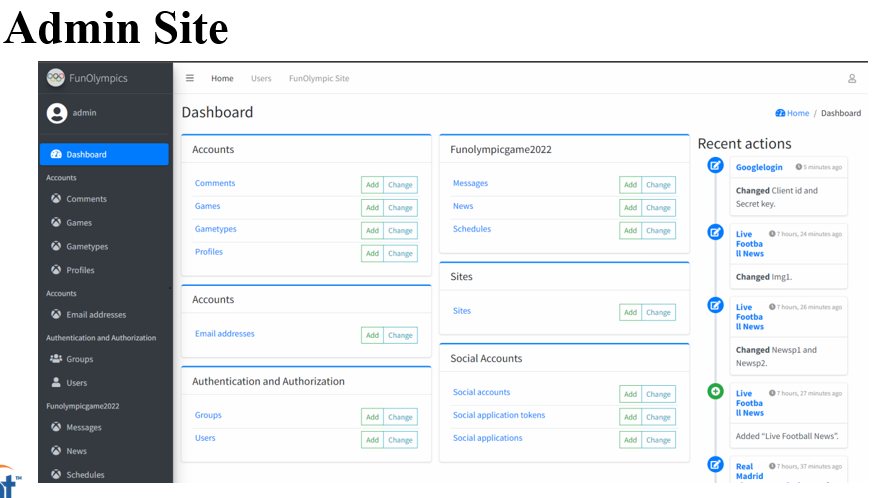 Admin Site
FunOlympics
Home Users FunOlympic Site
admin
Dashboard
Home / Dashboard
Dashboard
Accounts
Comments
Games
Gametypes
Profiles
Accounts
Email addresses
Authentication and Authorization
Groups
Users
Funolympicgame2022
Messages
News
Schedules
Accounts
Comments Add Change
Games Add Change
Gametypes Add Change
Profiles Add Change
Accounts
Email addresses Add Change
Authentication and Authorization
Groups Add Change
Users Add Change
Funolympicgame2022
Messages Add Change
News Add Change
Schedules Add Change
Sites
Sites Add Change
Social Accounts
Social accounts Add Change
Social application tokens Add Change
Social applications Add Change
Recent actions
Googlelogin 5 minutes ago
Changed Client id and
Secret key.
Live 7 hours, 24 minutes ago
Footba
ll News
Changed Img1.
Live 7 hours, 26 minutes ago
Footba
ll News
Changed Newsp1 and
Newsp2.
Live 7 hours, 27 minutes ago
Footba
ll News
Added “Live Football News”.
Real 7 hours, 37 minutes ago
Madrid